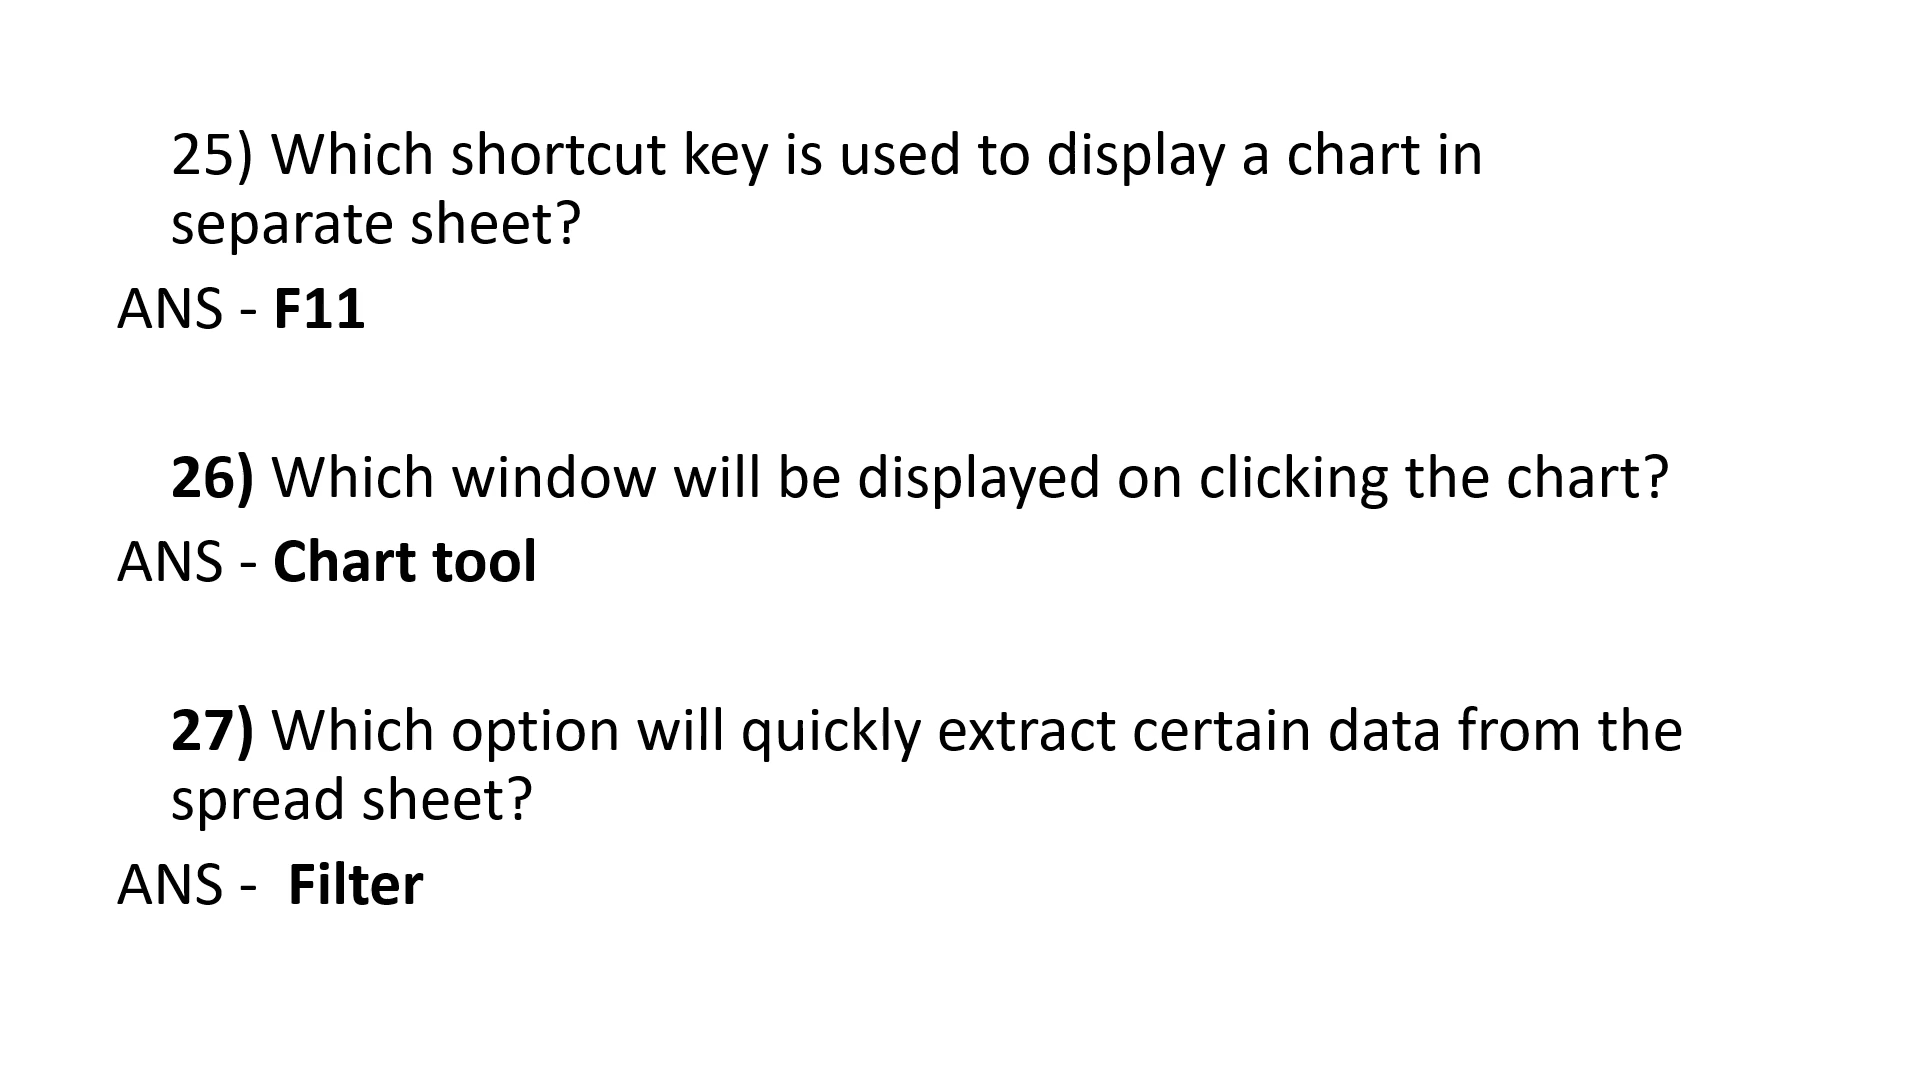 25) Which shortcut key is used to display a chart in
separate sheet?
ANS - F11
26) Which window will be displayed on clicking the chart?
ANS - Chart tool
27) Which option will quickly extract certain data from the
spread sheet?
ANS -  Filter